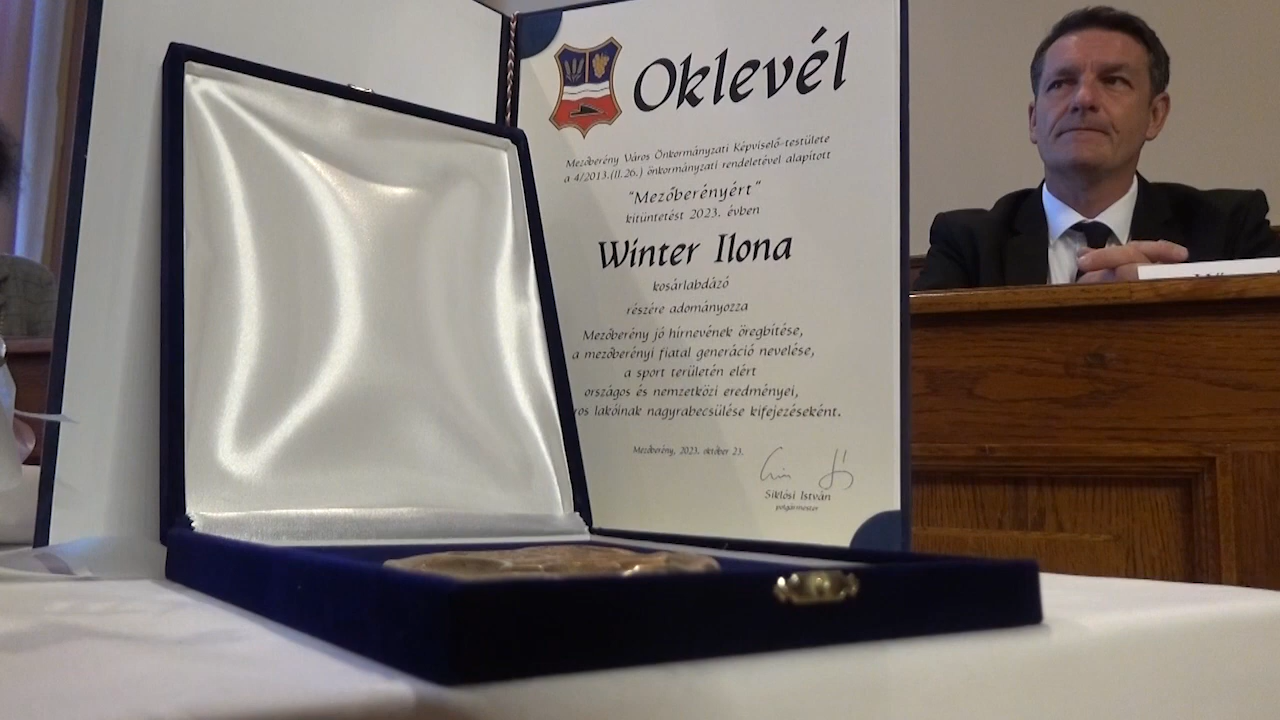 Oklevél
Mezőberény Város Önkormányzati Képviselő-testülete
a 4/2013.(II.26.) önkormányzati rendeletével alapított
"Mezőberényért"
kitüntetést 2023. évben
Winter Ilona
kosárlabdázó
részére adományozza
Mezőberény jó hírnevének öregbítése,
a mezőberényi fiatal generáció nevelése,
a sport területén elért
országos és nemzetközi eredményei,
lakóinak nagyrabecsülése kifejezéseként.
Mezőberény, 2023. október 23.
Siklósi István
polgármester